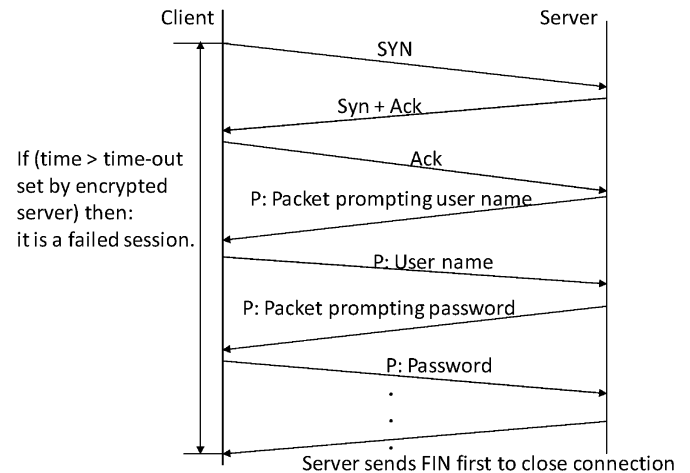 Client
Server
SYN
Syn + Ack
If (time > time-out
set by encrypted
server) then:
it is a failed session.
Ack
P: Packet prompting user name
P: User name
P: Packet prompting password
P: Password
.
.
.
Server sends FIN first to close connection